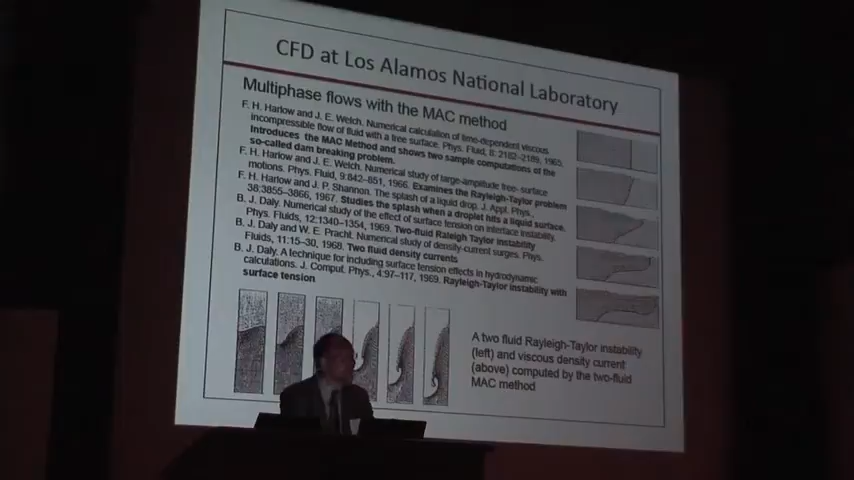 CFD at Los Alamos National Laboratory
Multiphase flows with the MAC method
F. H. Harlow and J. E. Welch. Numerical calculation of time-dependent viscous
incompressible flow of fluid with a free surface. Phys. Fluid, 8: 2182–2189, 1965.
Introduces the MAC Method and shows two sample computations of the
so-called dam breaking problem.
F. H. Harlow and J. E. Welch. Numerical study of large-amplitude free- surface
motions. Phys. Fluid, 9:842–851, 1966. Examines the Rayleigh-Taylor problem
F. H. Harlow and J. P. Shannon. The splash of a liquid drop. J. Appl. Phys.,
38:3855–3866, 1967. Studies the splash when a droplet hits a liquid surface.
B. J. Daly. Numerical study of the effect of surface tension on interface instability.
Phys. Fluids, 12:1340–1354, 1969. Two-fluid Raleigh Taylor instability
B. J. Daly and W. E. Pracht. Numerical study of density-current surges. Phys.
Fluids, 11:15–30, 1968. Two fluid density currents
B. J. Daly. A technique for including surface tension effects in hydrodynamic
calculations. J. Comput. Phys., 4:97–117, 1969. Rayleigh-Taylor instability with
surface tension
A two fluid Rayleigh-Taylor instability
(left) and viscous density current
(above) computed by the two-fluid
MAC method